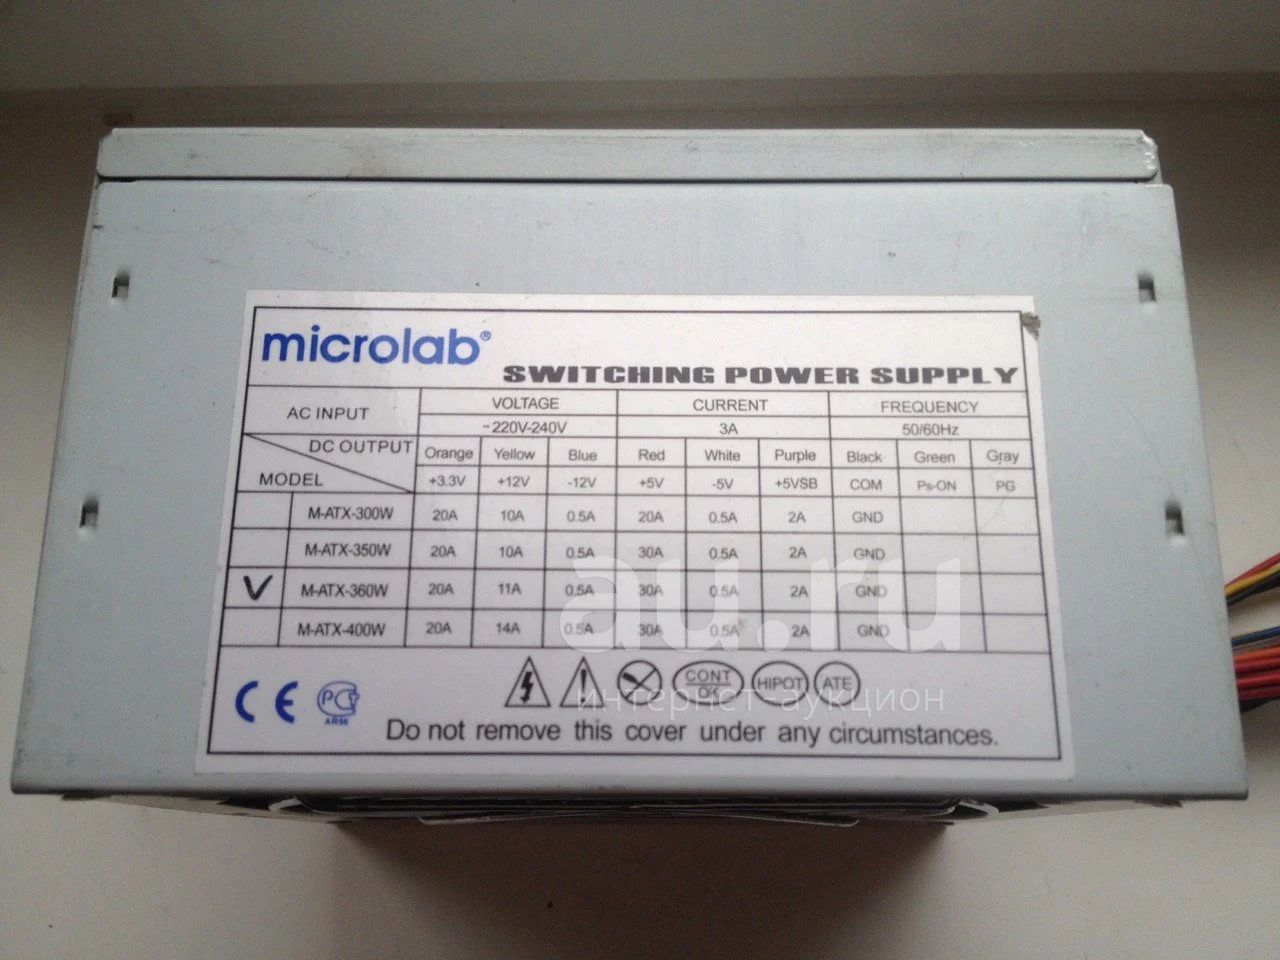 microlab®
SWITCHING POWER SUPPLY
AC INPUT VOLTAGE CURRENT FREQUENCY
~220V-240V 3A 50/60Hz
DC OUTPUT Orange Yellow Blue Red White Purple Black Green Gray
MODEL +3.3V +12V -12V +5V -5V +5VSB COM Ps-ON PG
M-ATX-300W 20A 10A 0.5A 20A 0.5A 2A GND
M-ATX-350W 20A 10A 0.5A 30A 0.5A 2A GND
V M-ATX-360W 20A 11A 0.5A 30A 0.5A 2A GND
M-ATX-400W 20A 14A 0.5A 30A 0.5A 2A GND
au.ru
интернет аукцион
CE PC AR56 CONT OK HIPOT ATE
Do not remove this cover under any circumstances.